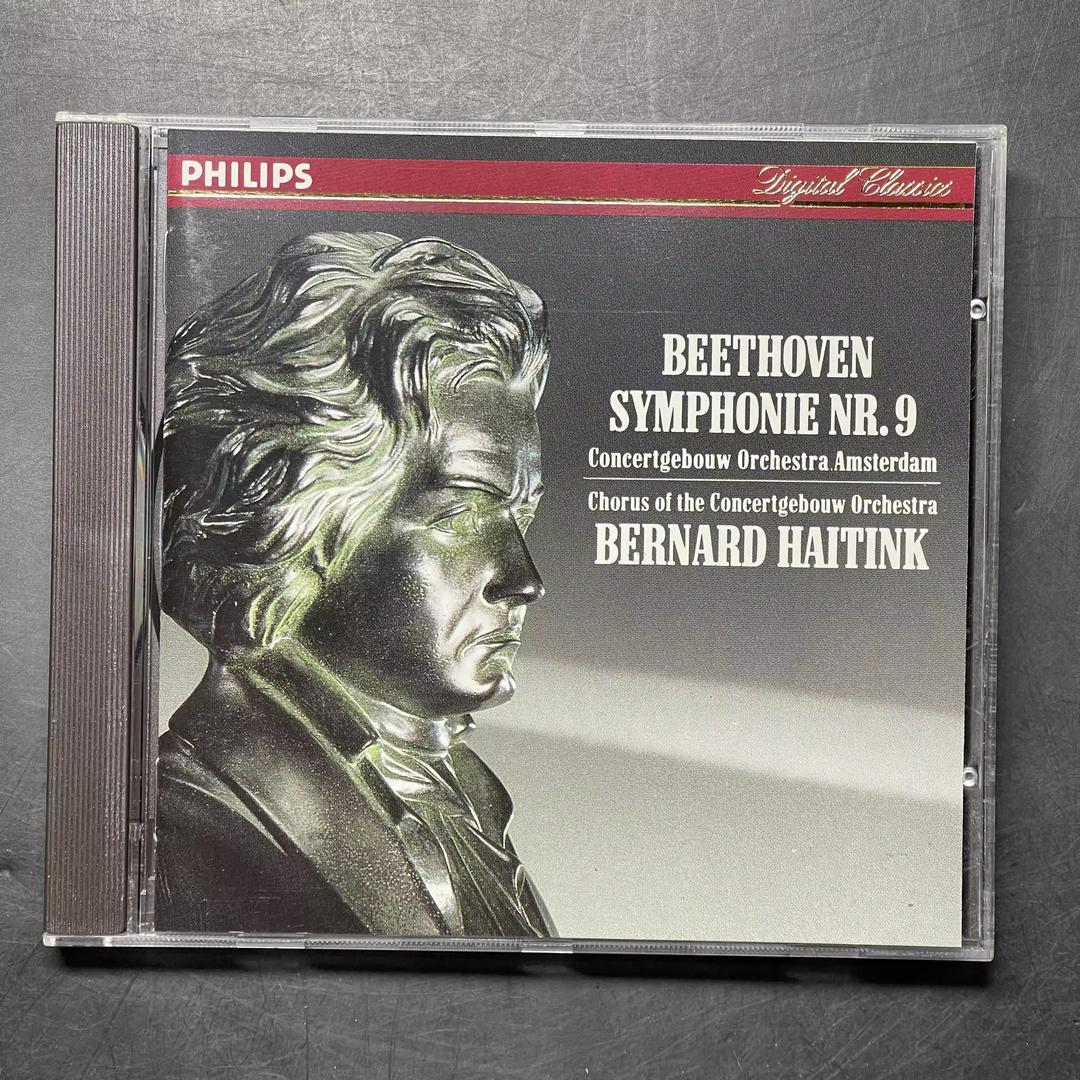 PHILIPS
Digital Classics
BEETHOVEN
SYMPHONIE NR. 9
Concertgebouw Orchestra Amsterdam
Chorus of the Concertgebouw Orchestra
BERNARD HAITINK